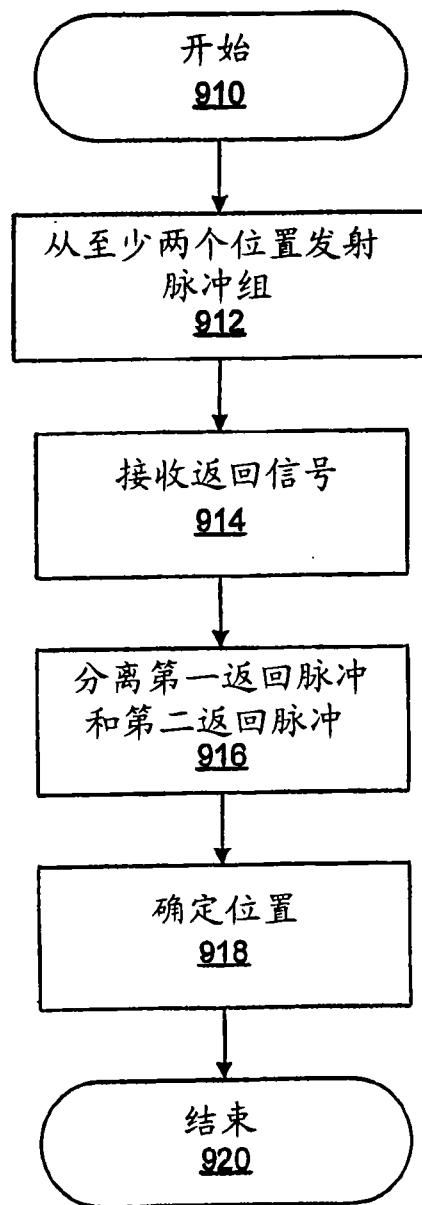 开始
910
从至少两个位置发射
脉冲组
912
接收返回信号
914
分离第一返回脉冲
和第二返回脉冲
916
确定位置
918
结束
920